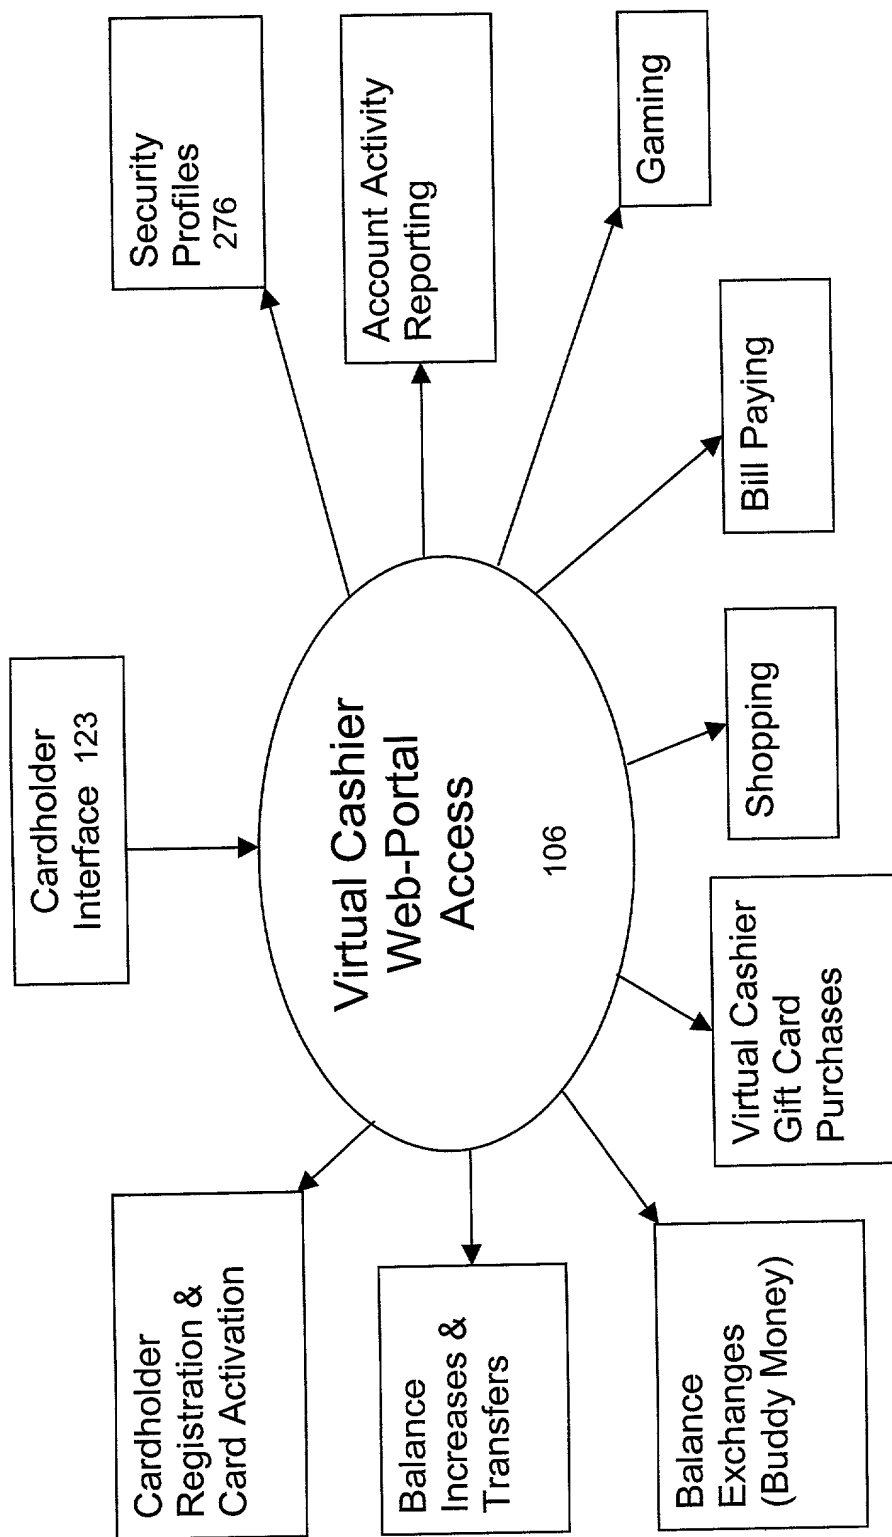 Cardholder
Interface 123
Virtual Cashier
Web-Portal
Access
106
Cardholder
Registration &
Card Activation
Balance
Increases &
Transfers
Balance
Exchanges
(Buddy Money)
Virtual Cashier
Gift Card
Purchases
Shopping
Bill Paying
Gaming
Account Activity
Reporting
Security
Profiles
276